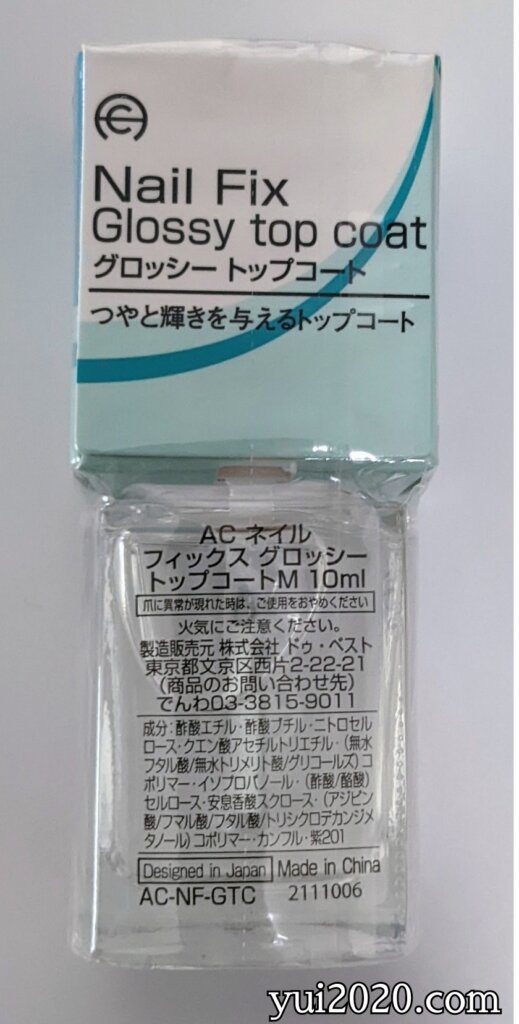 AC
Nail Fix
Glossy top coat
グロッシー トップコート
つやと輝きを与えるトップコート
AC ネイル
フィックス グロッシー
トップコートM 10ml
爪に異常が現れた時は、ご使用をおやめください
火気にご注意ください。
製造販売元 株式会社 ドゥ・ベスト
東京都文京区西片2-22-21
(商品のお問い合わせ先)
でんわ03-3815-9011
成分:酢酸エチル・酢酸ブチル・ニトロセル
ロース・クエン酸アセチルトリエチル・(無水
フタル酸/無水トリメリト酸/グリコールズ)コ
ポリマー・イソプロパノール・(酢酸/酪酸)
セルロース・安息香酸スクロース・(アジピン
酸/フマル酸/フタル酸/トリシクロデカンジメ
タノール)コポリマー・カンフル・紫201
Designed in Japan Made in China
AC-NF-GTC 2111006
yui2020.com